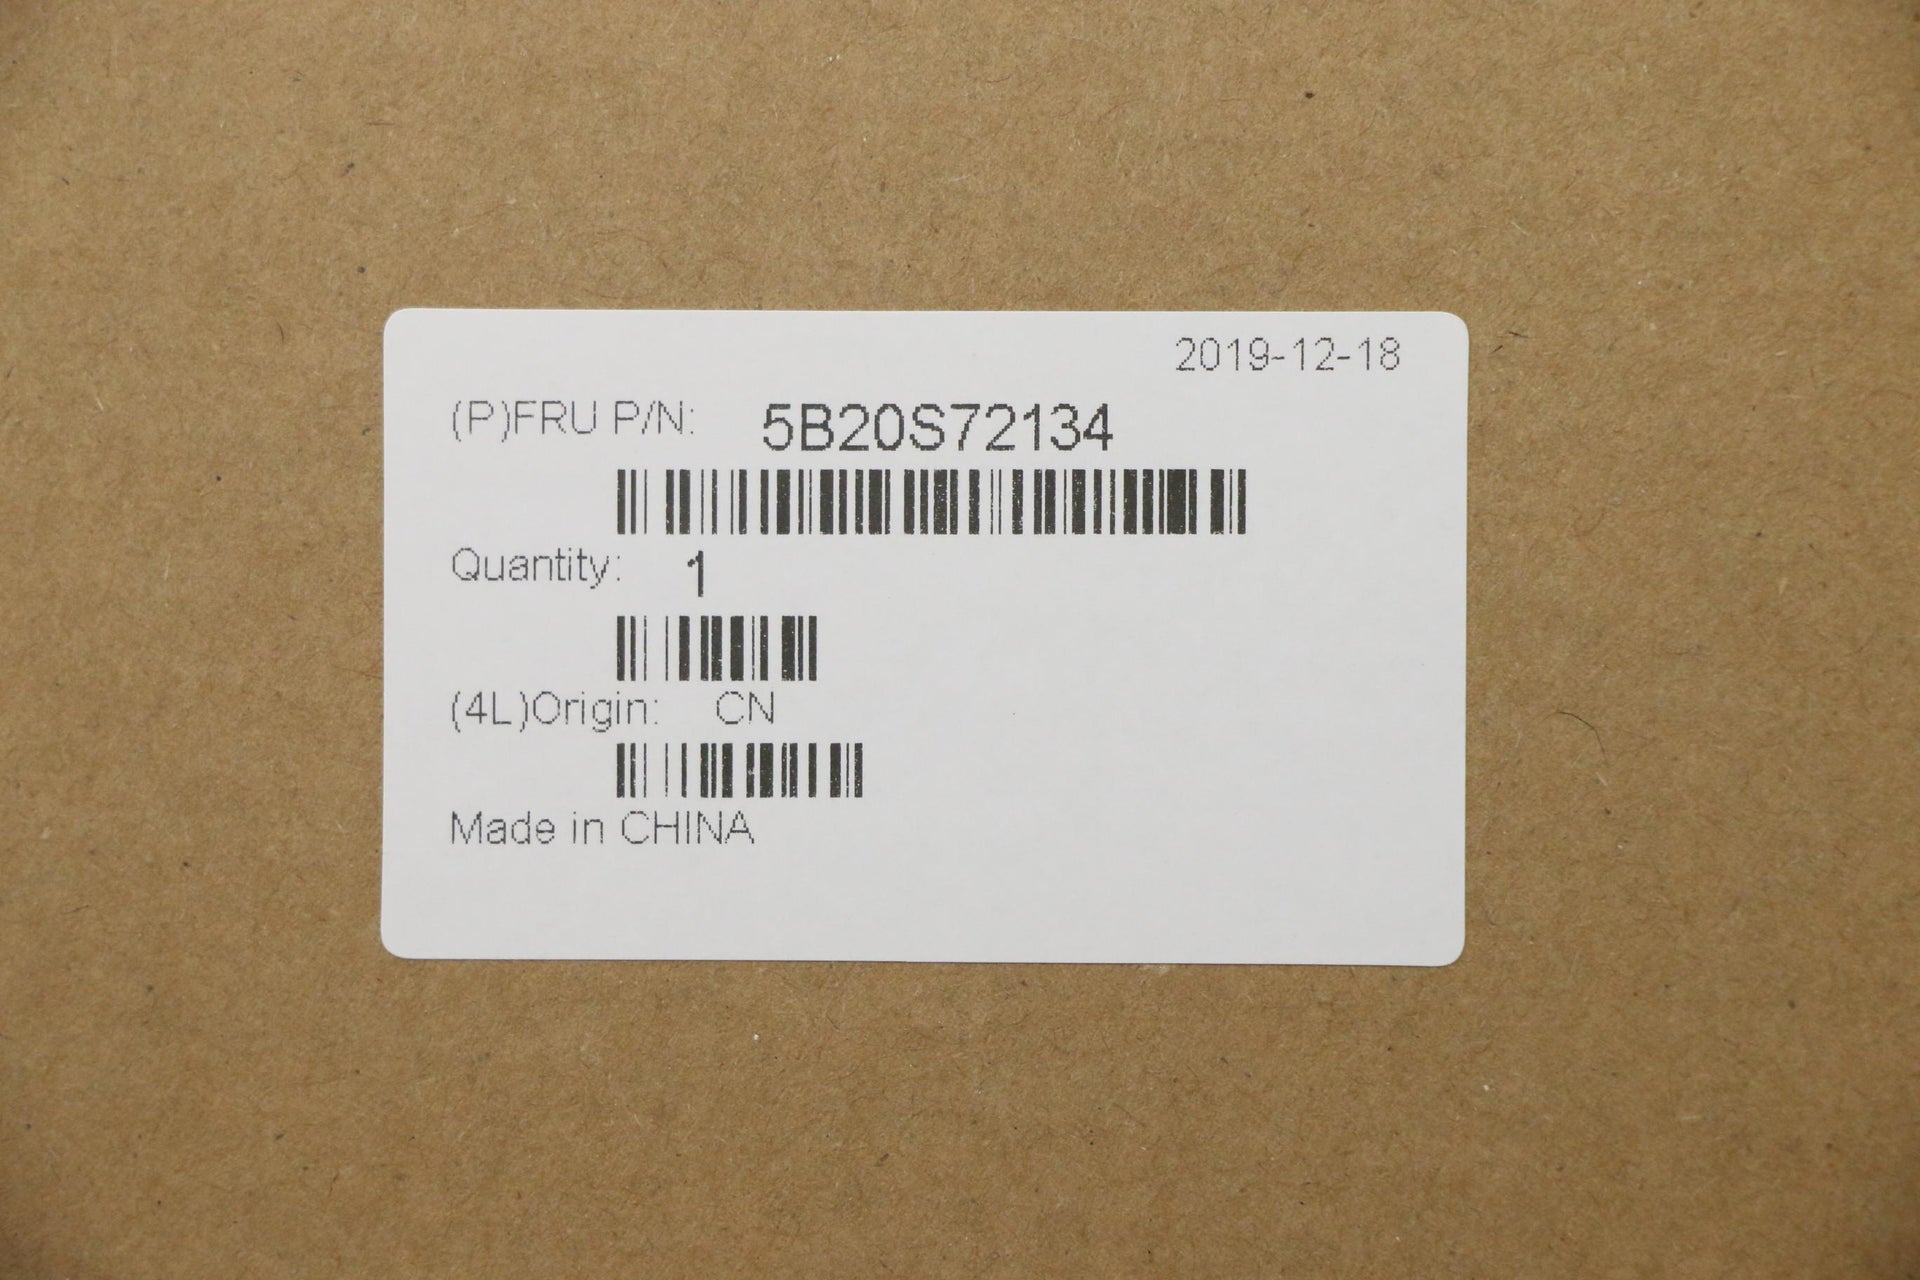 2019-12-18
(P)FRU P/N: 5B20S72134
Quantity: 1
(4L)Origin: CN
Made in CHINA